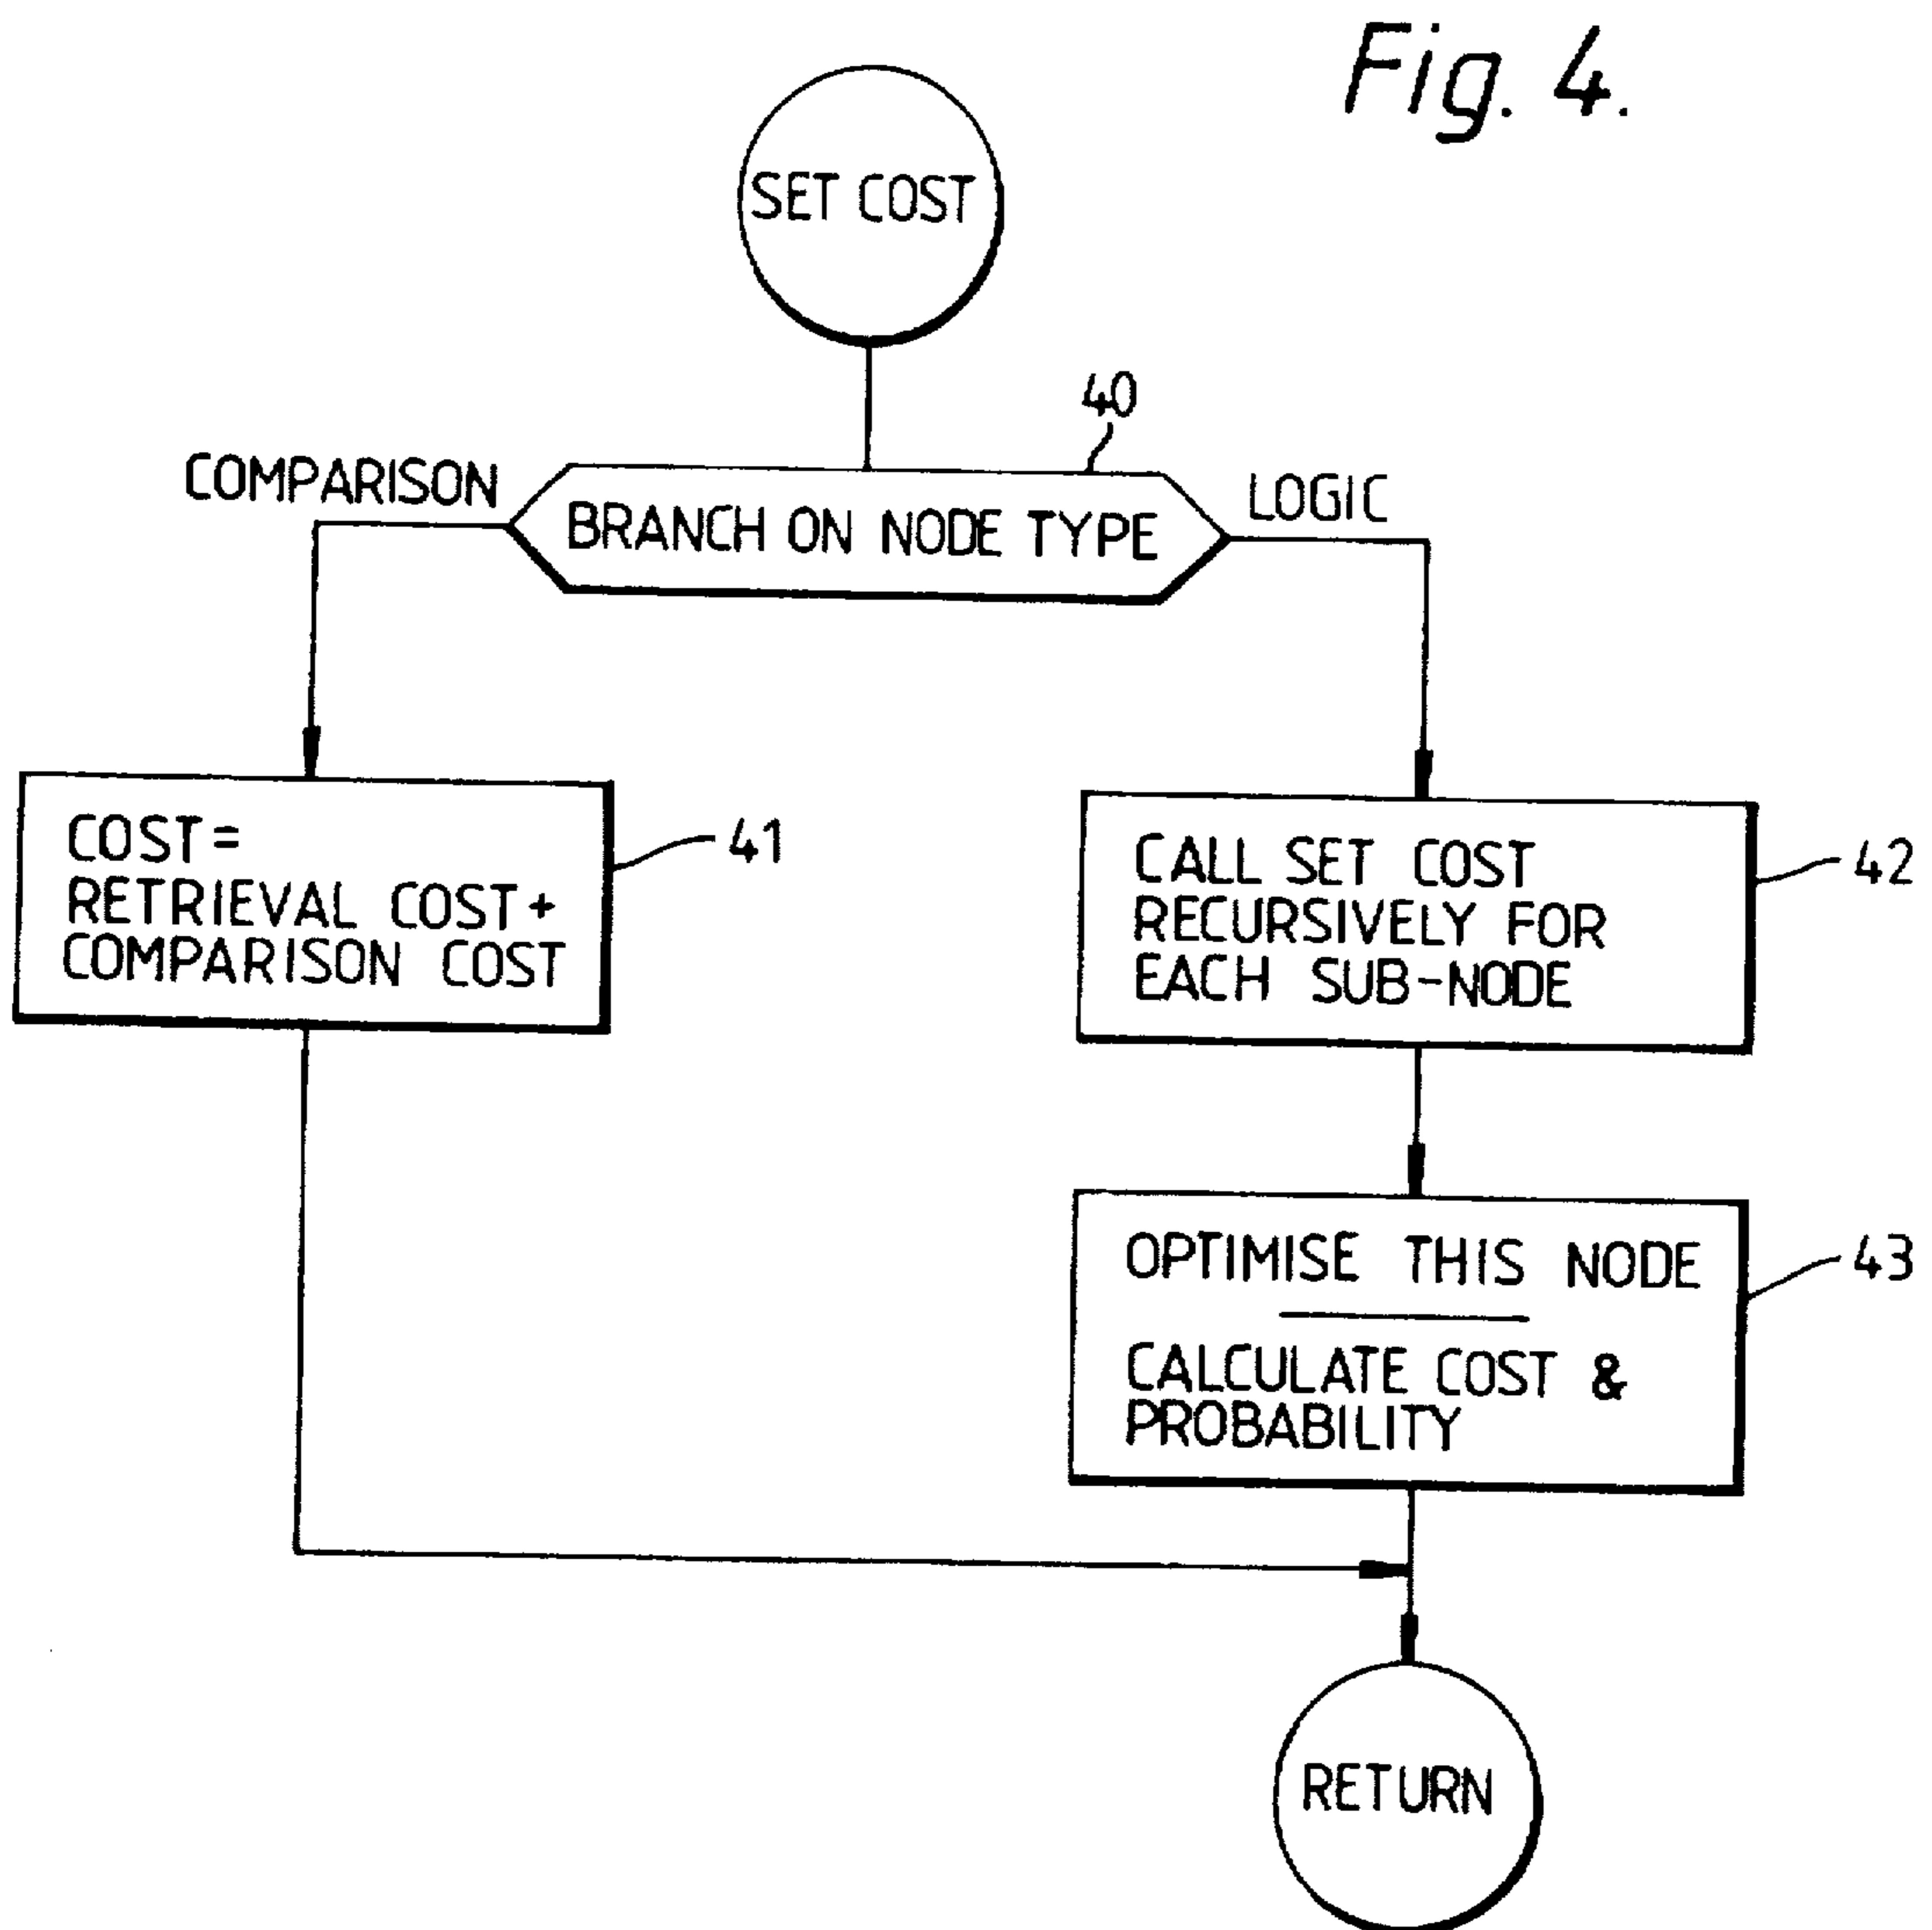 Fig. 4.
SET COST
40
COMPARISON
BRANCH ON NODE TYPE
LOGIC
COST=
RETRIEVAL COST+
COMPARISON COST
41
CALL SET COST
RECURSIVELY FOR
EACH SUB-NODE
42
OPTIMISE THIS NODE
CALCULATE COST &
PROBABILITY
43
RETURN